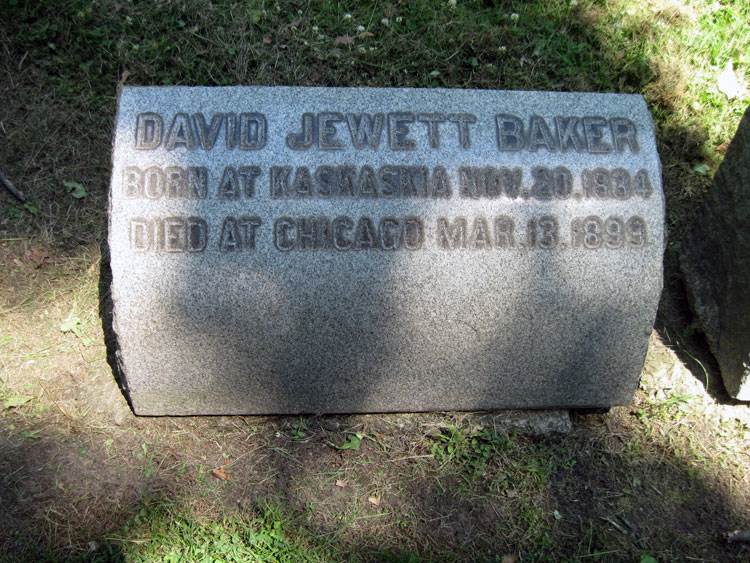 DAVID JEWETT BAKER
BORN AT KASKASKIA NOV. 20. 1834
DIED AT CHICAGO MAR. 13. 1899.